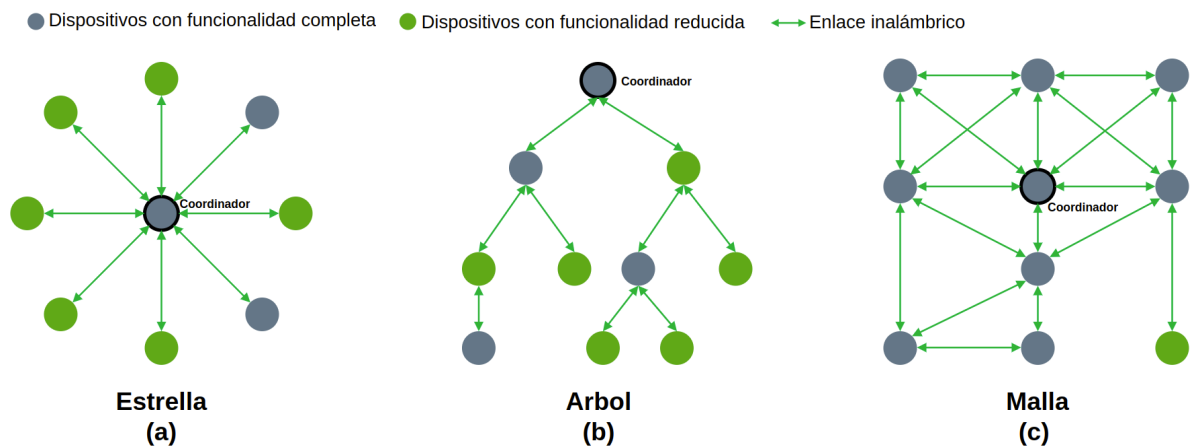 Dispositivos con funcionalidad completa
Dispositivos con funcionalidad reducida
Enlace inalámbrico
Coordinador
Coordinador
Coordinador
Estrella
(a)
Arbol
(b)
Malla
(c)